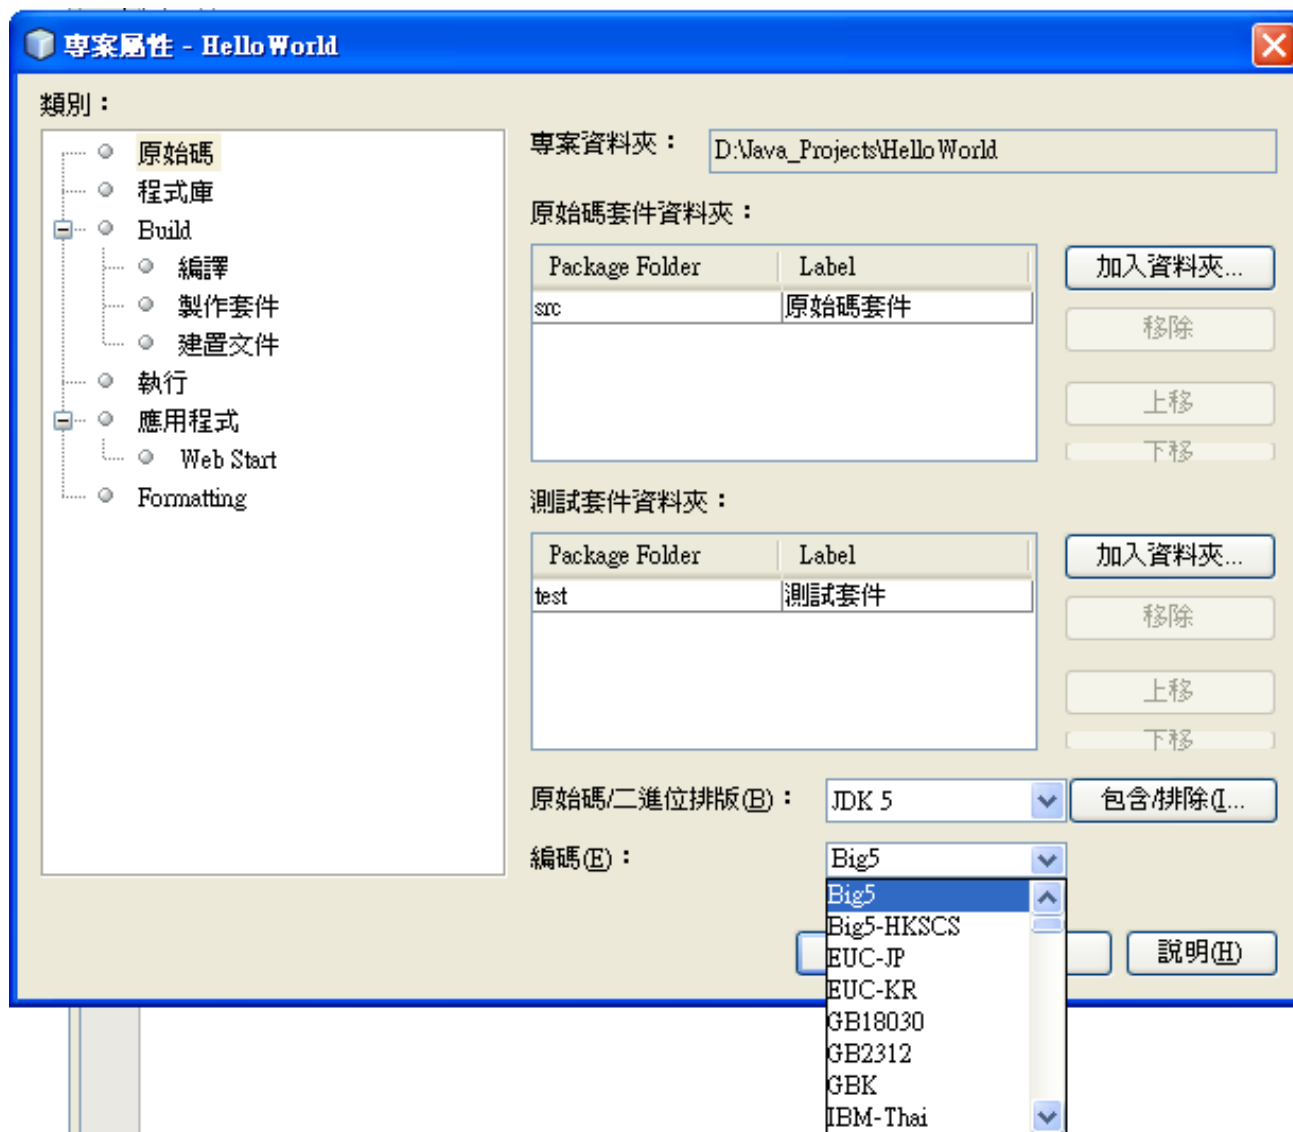 專案屬性 - HelloWorld
類別：
原始碼
程式庫
Build
編譯
製作套件
建置文件
執行
應用程式
Web Start
Formatting
專案資料夾：
D:\Java_Projects\HelloWorld
原始碼套件資料夾：
Package Folder Label
src 原始碼套件
加入資料夾...
移除
上移
下移
測試套件資料夾：
Package Folder Label
test 測試套件
加入資料夾...
移除
上移
下移
原始碼/二進位排版(B)：
JDK 5
包含/排除(I...
編碼(E)：
Big5
Big5
Big5-HKSCS
EUC-JP
EUC-KR
GB18030
GB2312
GBK
IBM-Thai
說明(H)